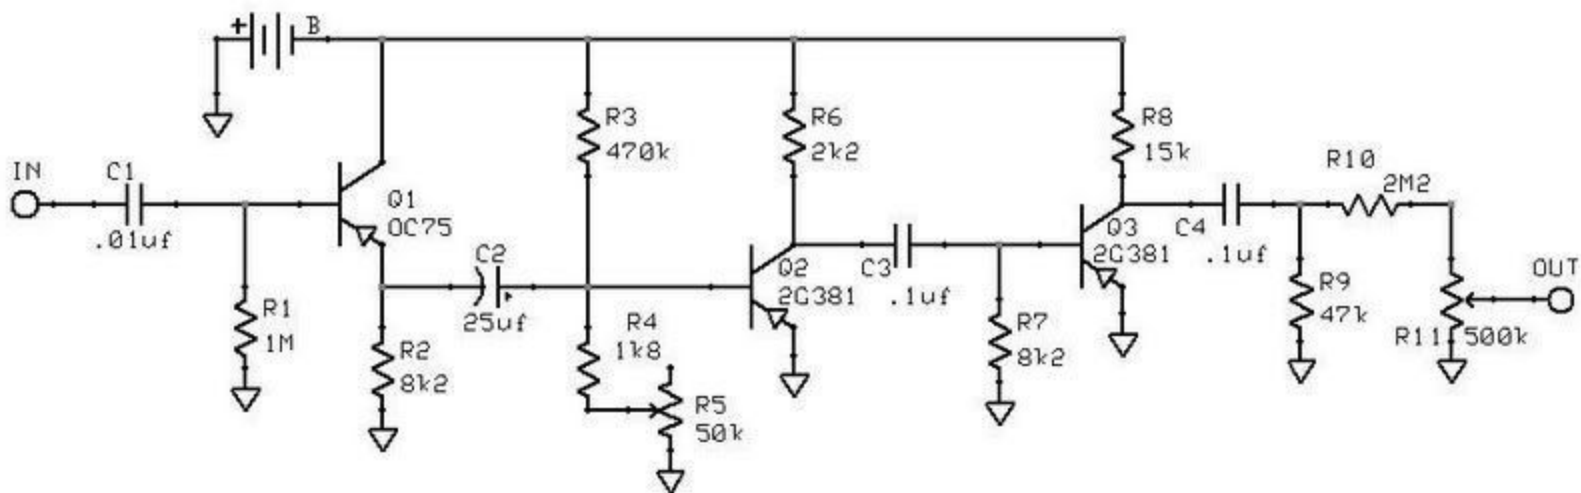 +
B
IN
C1
.01uf
R1
1M
Q1
OC75
R2
8k2
C2
25uf
R3
470k
R4
1k8
R5
50k
R6
2k2
Q2
2G381
C3
.1uf
R7
8k2
R8
15k
Q3
2G381
C4
.1uf
R9
47k
R10
2M2
R11
500k
OUT